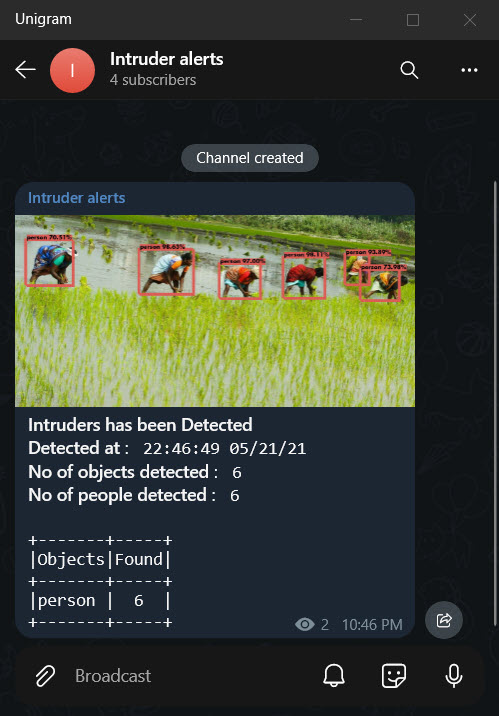 Unigram
I
Intruder alerts
4 subscribers
Channel created
Intruder alerts
person 70.51%
person 98.63%
person 97.00%
person 98.11%
person 93.89%
person 73.98%
Intruders has been Detected
Detected at : 22:46:49 05/21/21
No of objects detected : 6
No of people detected : 6
+-------+-----+
|Objects|Found|
+-------+-----+
|person |  6  |
+-------+-----+
2 10:46 PM
Broadcast